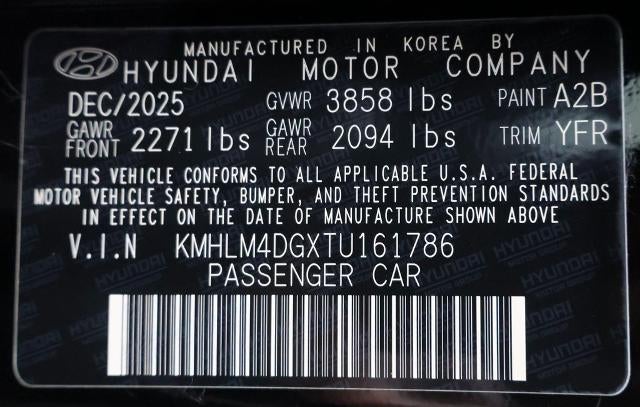 MANUFACTURED IN KOREA BY
HYUNDAI MOTOR COMPANY
DEC/2025 GVWR 3858 lbs PAINT A2B
GAWR FRONT 2271 lbs GAWR REAR 2094 lbs TRIM YFR
THIS VEHICLE CONFORMS TO ALL APPLICABLE U.S.A. FEDERAL
MOTOR VEHICLE SAFETY, BUMPER, AND THEFT PREVENTION STANDARDS
IN EFFECT ON THE DATE OF MANUFACTURE SHOWN ABOVE
V.I.N KMHLM4DGXTU161786
PASSENGER CAR